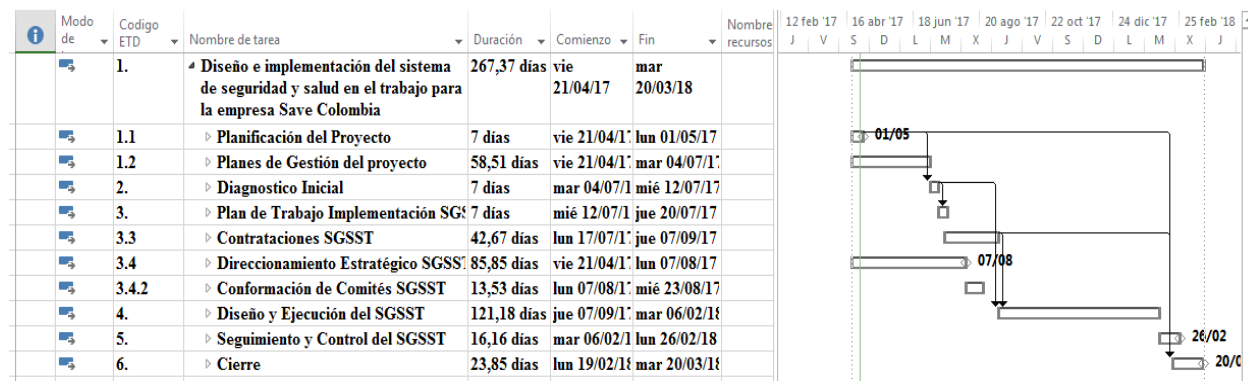 Modo de Codigo ETD Nombre de tarea Duración Comienzo Fin Nombre recursos
12 feb '17 16 abr '17 18 jun '17 20 ago '17 22 oct '17 24 dic '17 25 feb '18
J V S D L M X J V S D L M X J
1. Diseño e implementación del sistema de seguridad y salud en el trabajo para la empresa Save Colombia 267,37 días vie 21/04/17 mar 20/03/18
1.1 Planificación del Proyecto 7 días vie 21/04/1 lun 01/05/17 01/05
1.2 Planes de Gestión del proyecto 58,51 días vie 21/04/1 mar 04/07/1
2. Diagnostico Inicial 7 días mar 04/07/1 mié 12/07/17
3. Plan de Trabajo Implementación SGS 7 días mié 12/07/1 jue 20/07/17
3.3 Contrataciones SGSST 42,67 días lun 17/07/1 jue 07/09/17
3.4 Direccionamiento Estratégico SGSS 85,85 días vie 21/04/1 lun 07/08/17 07/08
3.4.2 Conformación de Comités SGSST 13,53 días lun 07/08/1 mié 23/08/17
4. Diseño y Ejecución del SGSST 121,18 días jue 07/09/1 mar 06/02/18
5. Seguimiento y Control del SGSST 16,16 días mar 06/02/1 lun 26/02/18 26/02
6. Cierre 23,85 días lun 19/02/18 mar 20/03/18 20/0